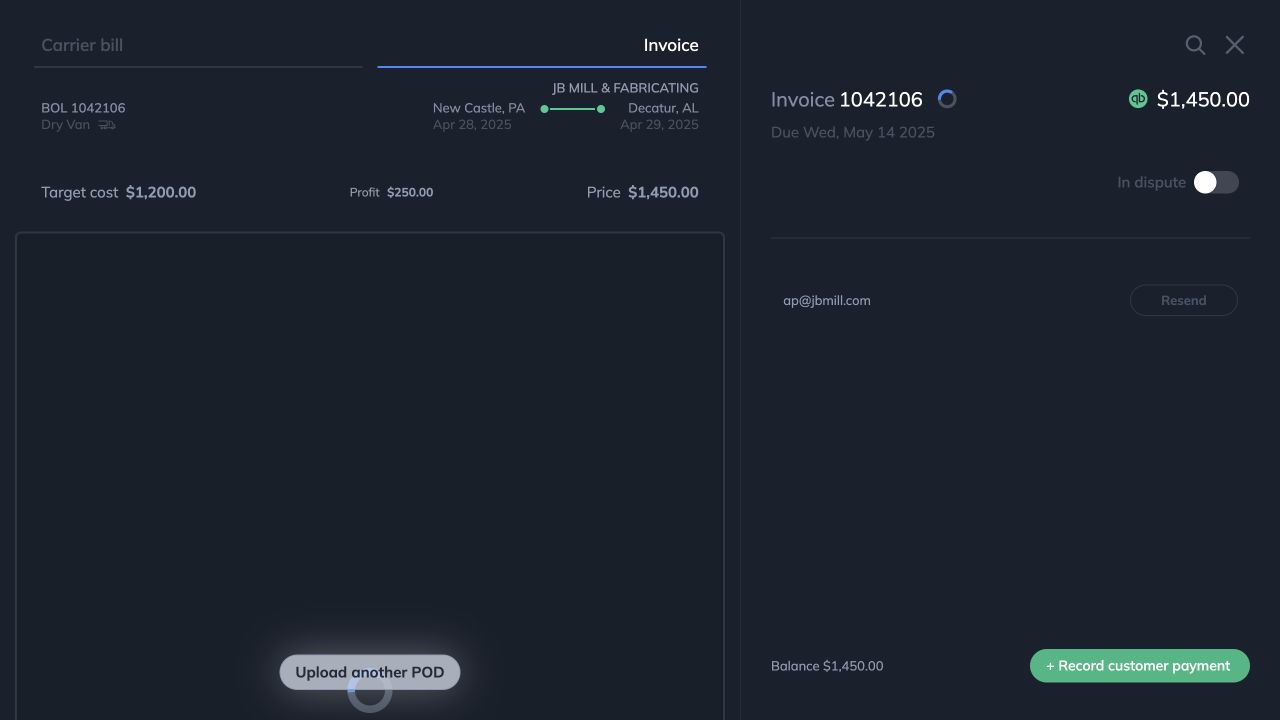 Carrier bill
Invoice
JB MILL & FABRICATING
BOL 1042106
New Castle, PA
Decatur, AL
Dry Van
Apr 28, 2025
Apr 29, 2025
Target cost $1,200.00
Profit $250.00
Price $1,450.00
Upload another POD
Invoice 1042106
qb $1,450.00
Due Wed, May 14 2025
In dispute
ap@jbmill.com
Resend
Balance $1,450.00
+ Record customer payment